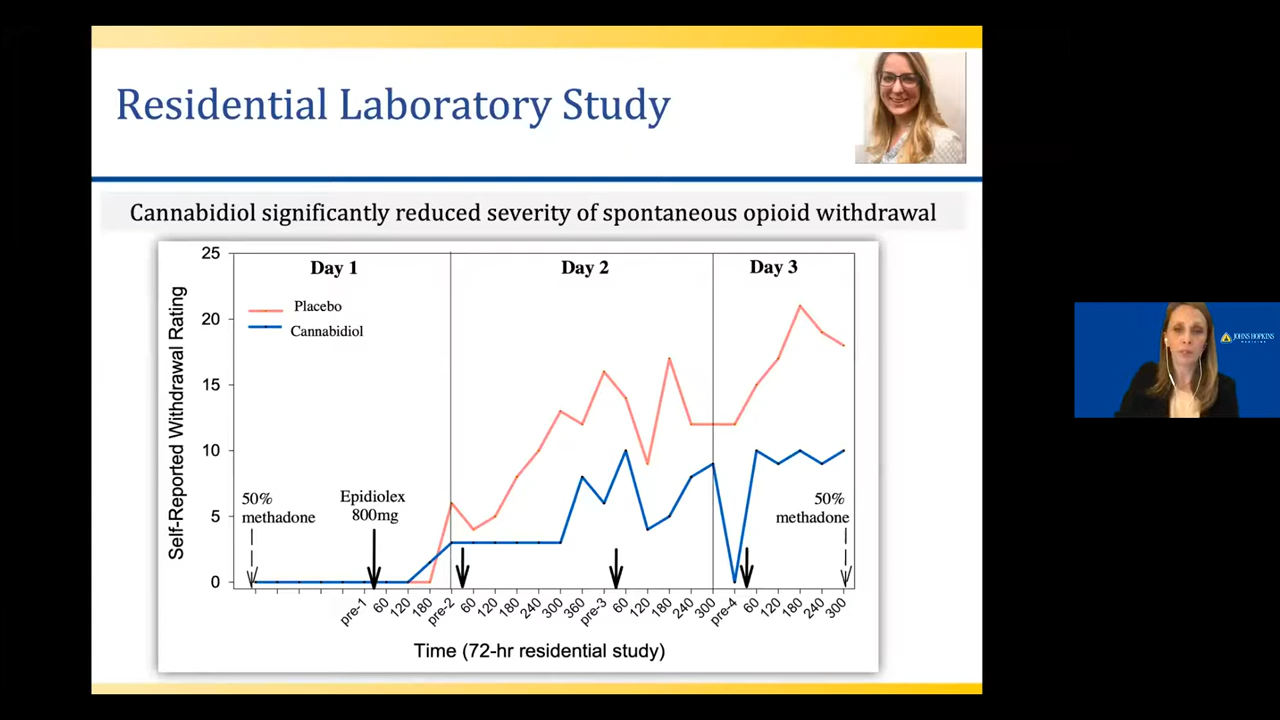 Residential Laboratory Study
Cannabidiol significantly reduced severity of spontaneous opioid withdrawal
25
20
15
10
5
0
Self-Reported Withdrawal Rating
Day 1
Day 2
Day 3
Placebo
Cannabidiol
50%
methadone
Epidiolex
800mg
50%
methadone
pre-1
60
120
180
pre-2
60
120
180
240
300
360
pre-3
60
120
180
240
300
pre-4
60
120
180
240
300
Time (72-hr residential study)
JOHNS HOPKINS
MEDICINE